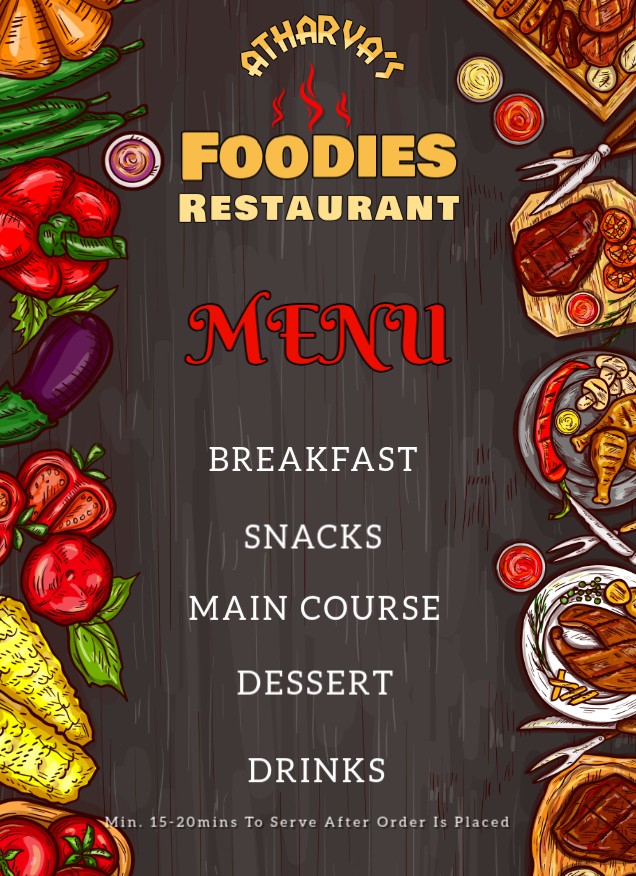 ATHARVA'S
FOODIES
RESTAURANT
MENU
BREAKFAST
SNACKS
MAIN COURSE
DESSERT
DRINKS
Min. 15-20mins To Serve After Order Is Placed